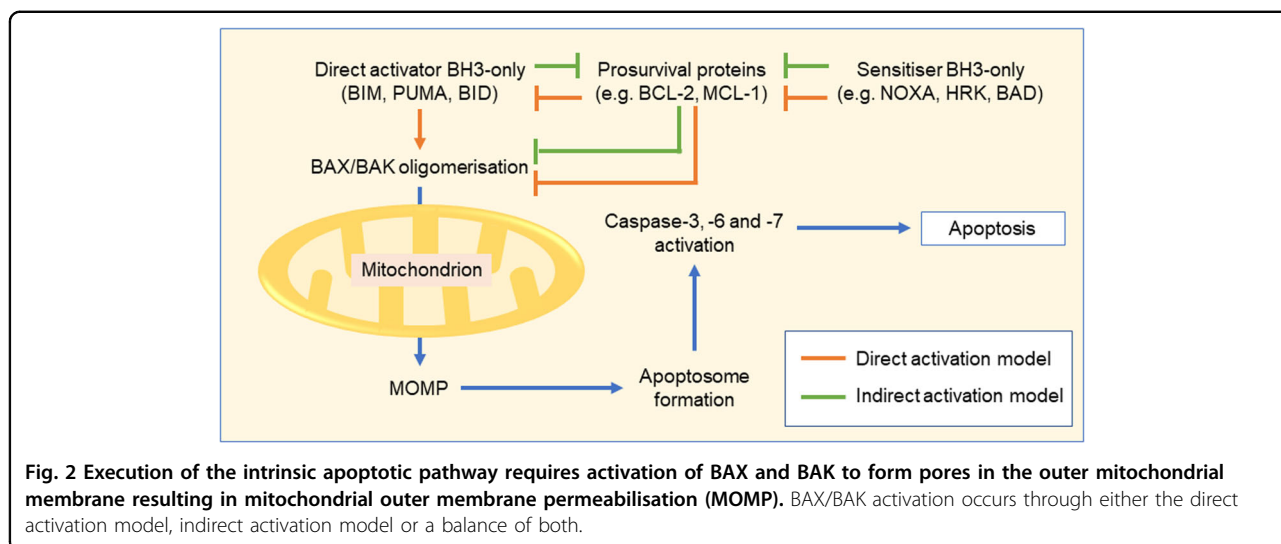 Direct activator BH3-only
(BIM, PUMA, BID)
Prosurvival proteins
(e.g. BCL-2, MCL-1)
Sensitiser BH3-only
(e.g. NOXA, HRK, BAD)
BAX/BAK oligomerisation
Mitochondrion
Caspase-3, -6 and -7
activation
Apoptosis
MOMP
Apoptosome
formation
Direct activation model
Indirect activation model
Fig. 2 Execution of the intrinsic apoptotic pathway requires activation of BAX and BAK to form pores in the outer mitochondrial
membrane resulting in mitochondrial outer membrane permeabilisation (MOMP). BAX/BAK activation occurs through either the direct
activation model, indirect activation model or a balance of both.